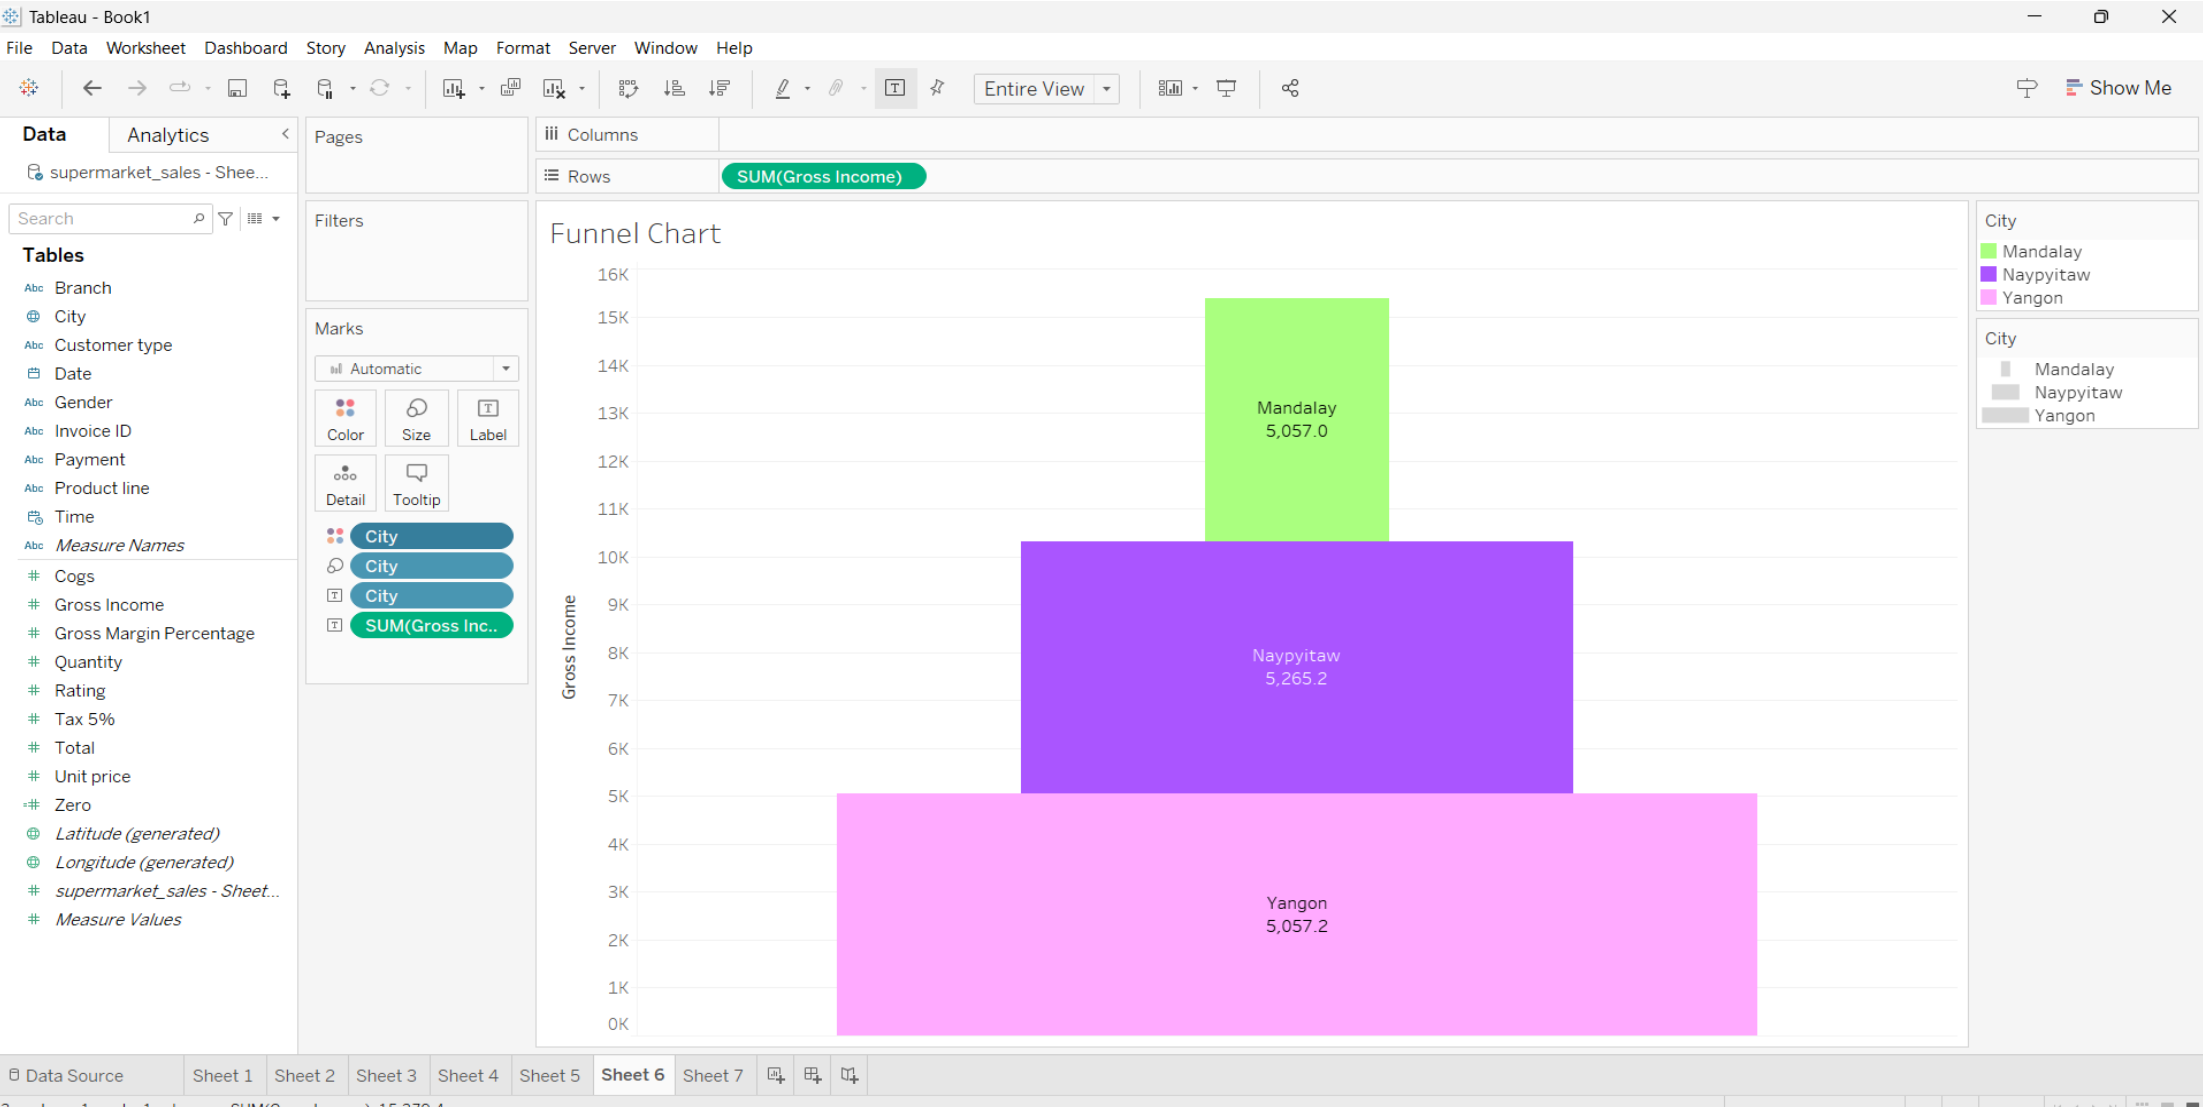 Tableau - Book1
File Data Worksheet Dashboard Story Analysis Map Format Server Window Help
Entire View
Show Me
Data
Analytics
supermarket_sales - Shee...
Search
Tables
Abc Branch
City
Abc Customer type
Date
Abc Gender
Abc Invoice ID
Abc Payment
Abc Product line
Time
Abc Measure Names
# Cogs
# Gross Income
# Gross Margin Percentage
# Quantity
# Rating
# Tax 5%
# Total
# Unit price
=# Zero
Latitude (generated)
Longitude (generated)
# supermarket_sales - Sheet...
# Measure Values
Pages
Filters
Marks
Automatic
Color
Size
Label
Detail
Tooltip
City
City
City
SUM(Gross Inc..
Columns
Rows
SUM(Gross Income)
Funnel Chart
Gross Income
16K
15K
14K
13K
12K
11K
10K
9K
8K
7K
6K
5K
4K
3K
2K
1K
0K
Mandalay
5,057.0
Naypyitaw
5,265.2
Yangon
5,057.2
City
Mandalay
Naypyitaw
Yangon
City
Mandalay
Naypyitaw
Yangon
Data Source
Sheet 1
Sheet 2
Sheet 3
Sheet 4
Sheet 5
Sheet 6
Sheet 7